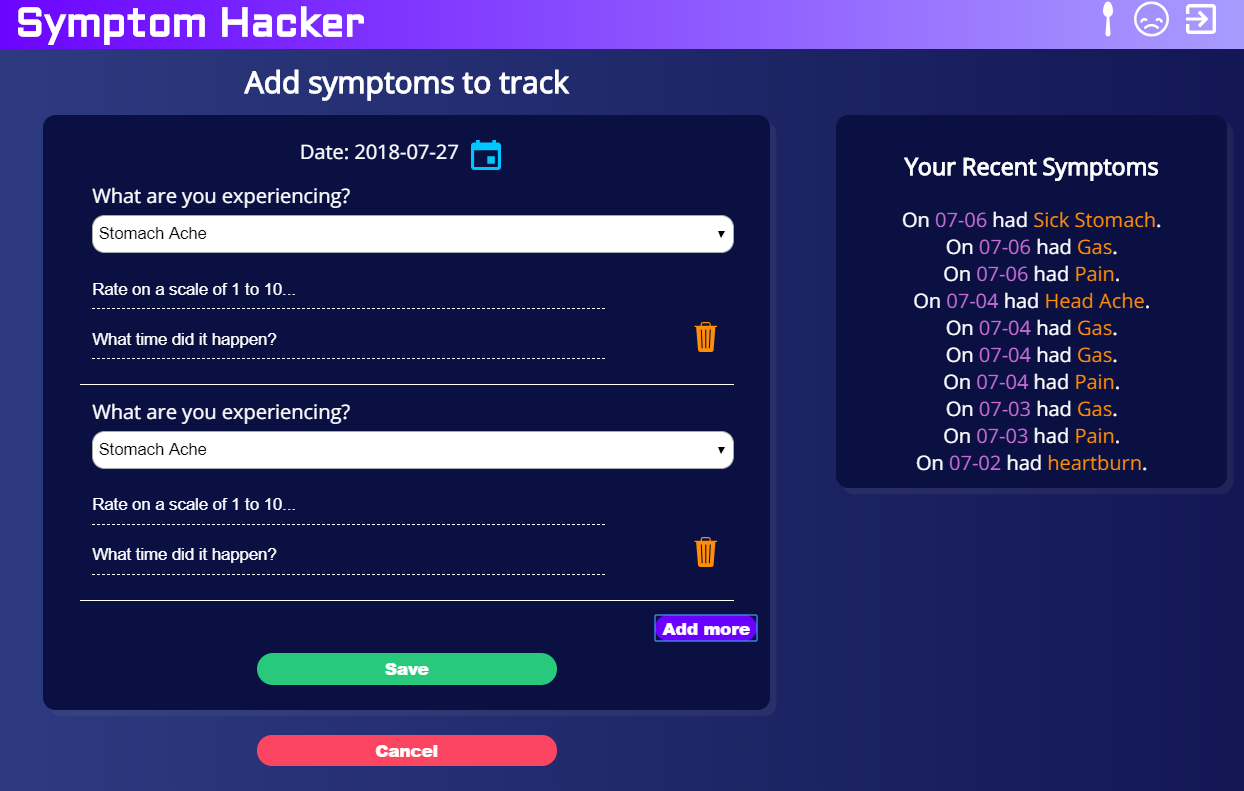 Symptom Hacker
Add symptoms to track
Date: 2018-07-27
What are you experiencing?
Stomach Ache
Rate on a scale of 1 to 10...
What time did it happen?
What are you experiencing?
Stomach Ache
Rate on a scale of 1 to 10...
What time did it happen?
Add more
Save
Cancel
Your Recent Symptoms
On 07-06 had Sick Stomach.
On 07-06 had Gas.
On 07-06 had Pain.
On 07-04 had Head Ache.
On 07-04 had Gas.
On 07-04 had Gas.
On 07-04 had Pain.
On 07-03 had Gas.
On 07-03 had Pain.
On 07-02 had heartburn.